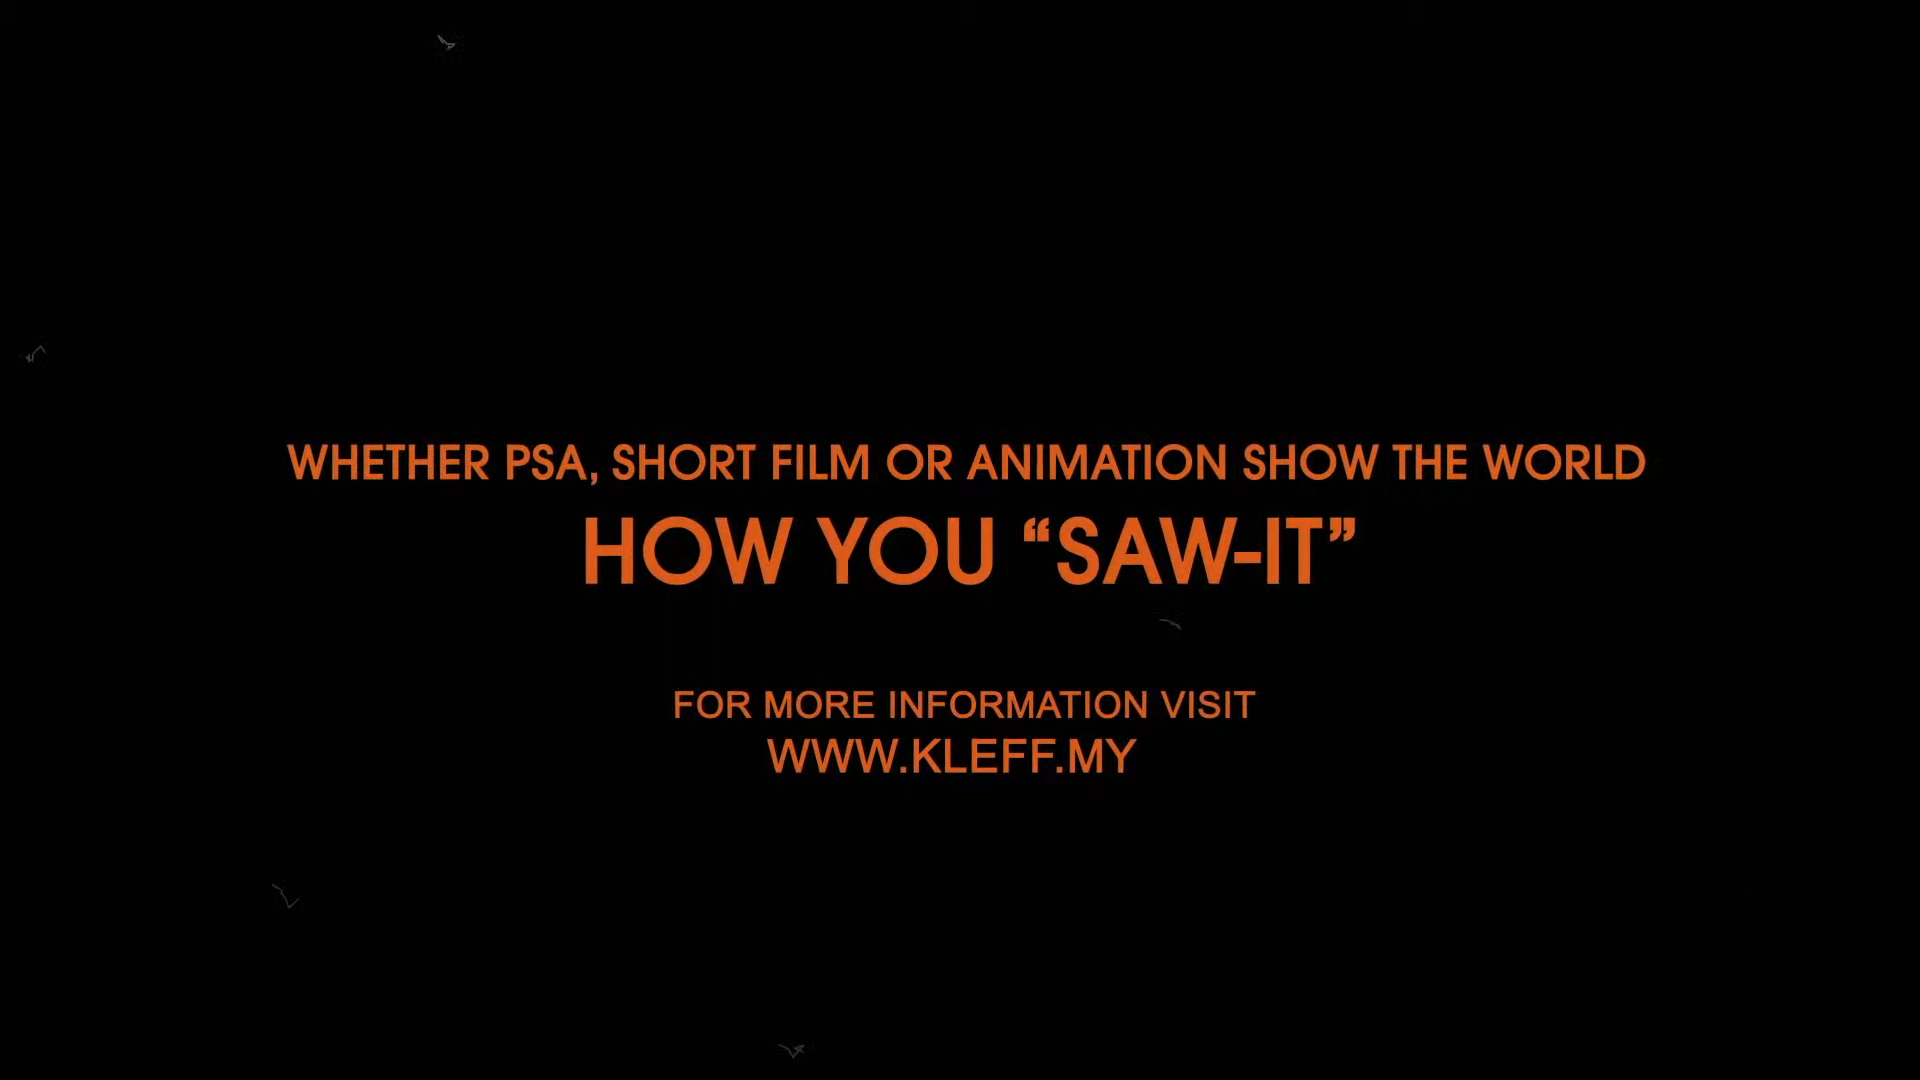 WHETHER PSA, SHORT FILM OR ANIMATION SHOW THE WORLD
HOW YOU “SAW-IT”
FOR MORE INFORMATION VISIT
WWW.KLEFF.MY